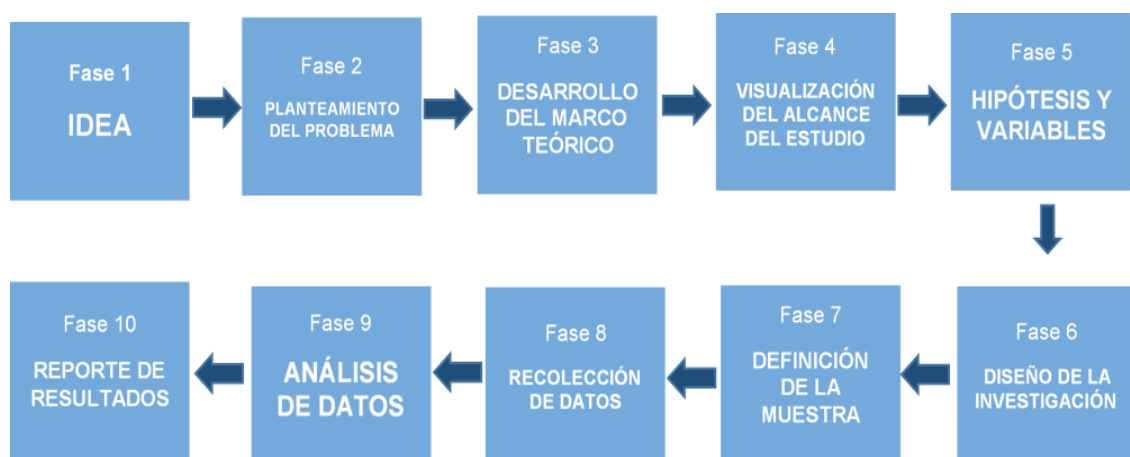 Fase 1
IDEA
Fase 2
PLANTEAMIENTO
DEL PROBLEMA
Fase 3
DESARROLLO
DEL MARCO
TEÓRICO
Fase 4
VISUALIZACIÓN
DEL ALCANCE
DEL ESTUDIO
Fase 5
HIPÓTESIS Y
VARIABLES
Fase 6
DISEÑO DE LA
INVESTIGACIÓN
Fase 7
DEFINICIÓN
DE LA
MUESTRA
Fase 8
RECOLECCIÓN
DE DATOS
Fase 9
ANÁLISIS
DE DATOS
Fase 10
REPORTE DE
RESULTADOS